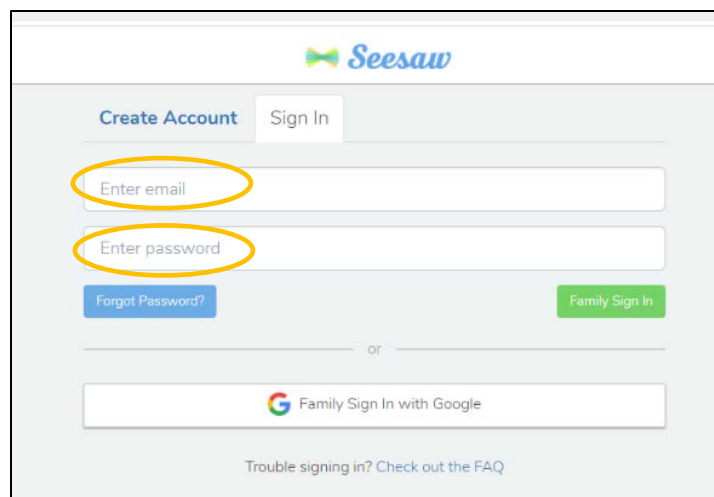 Seesaw
Create Account Sign In
Enter email
Enter password
Forgot Password? Family Sign In
or
Family Sign In with Google
Trouble signing in? Check out the FAQ